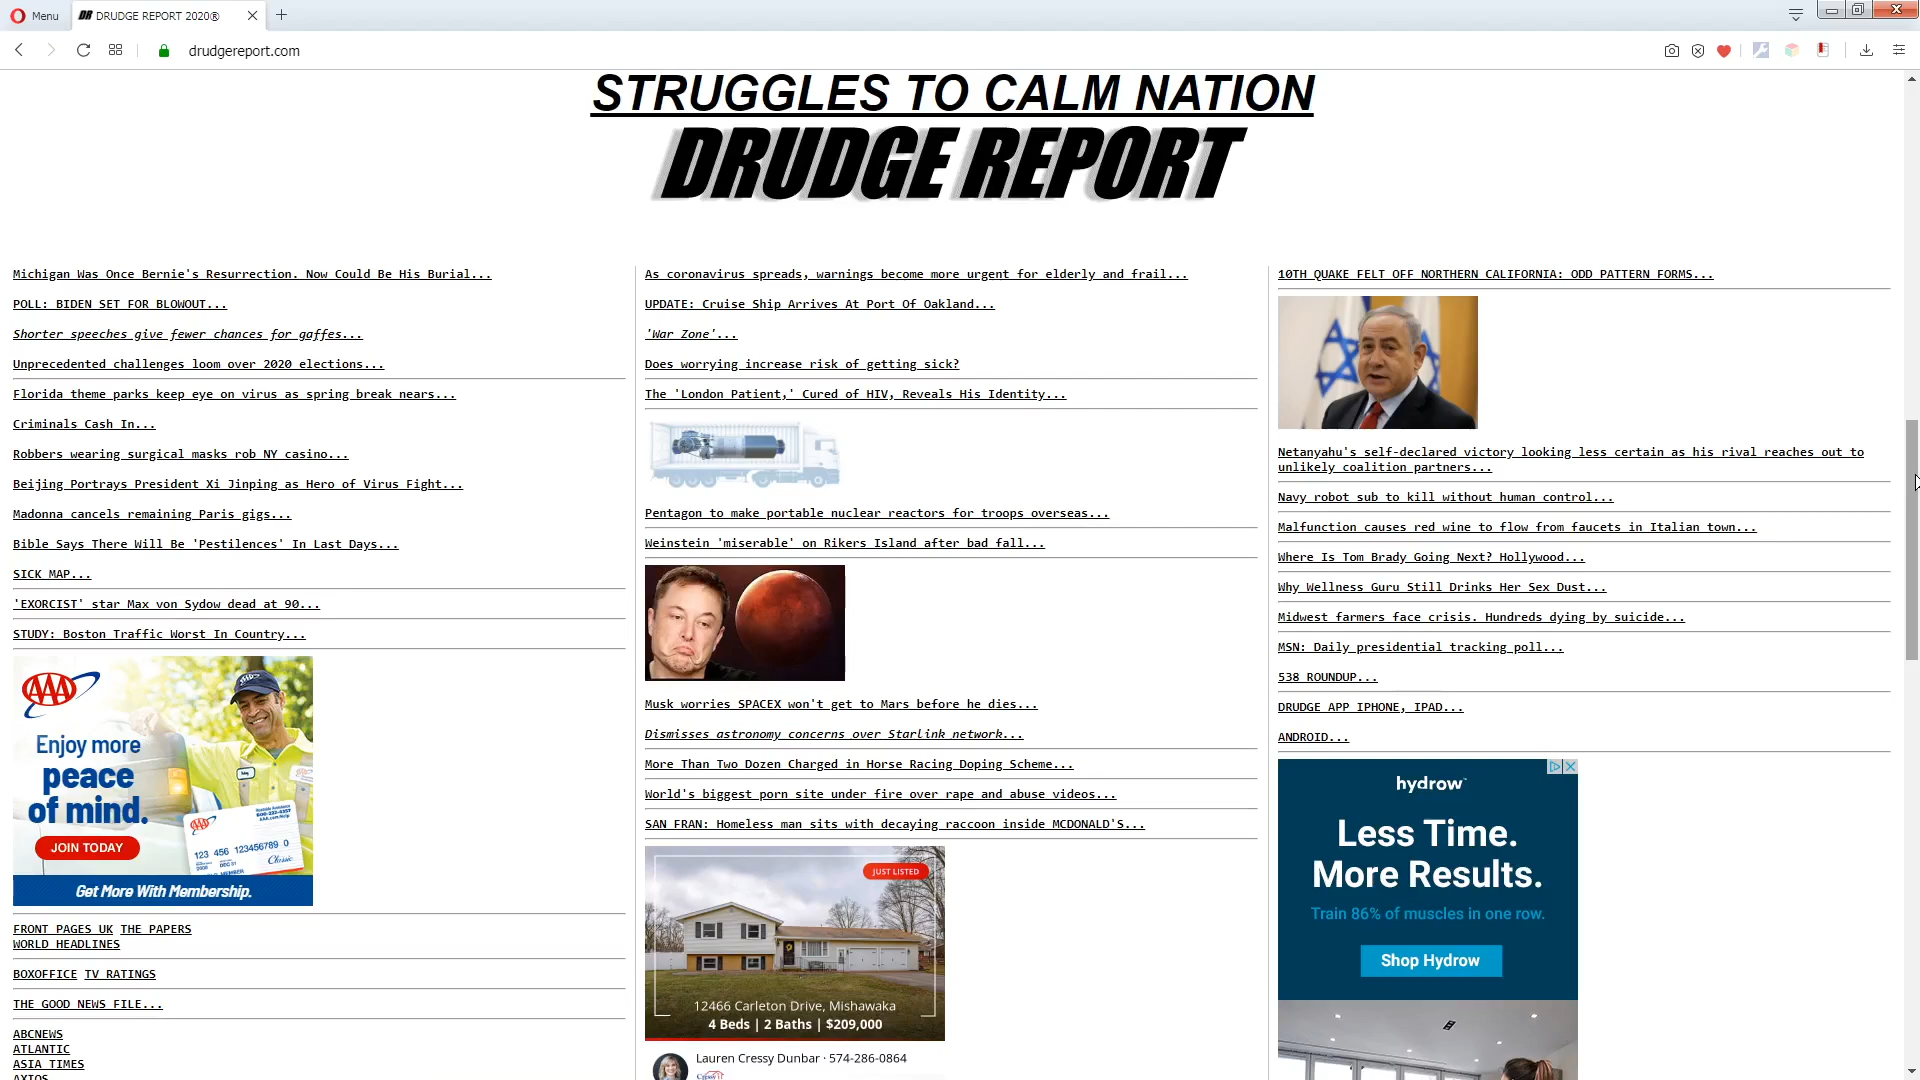 Menu
DR DRUDGE REPORT 2020®
drudgereport.com
STRUGGLES TO CALM NATION
DRUDGE REPORT
Michigan Was Once Bernie's Resurrection. Now Could Be His Burial...
POLL: BIDEN SET FOR BLOWOUT...
Shorter speeches give fewer chances for gaffes...
Unprecedented challenges loom over 2020 elections...
Florida theme parks keep eye on virus as spring break nears...
Criminals Cash In...
Robbers wearing surgical masks rob NY casino...
Beijing Portrays President Xi Jinping as Hero of Virus Fight...
Madonna cancels remaining Paris gigs...
Bible Says There Will Be 'Pestilences' In Last Days...
SICK MAP...
'EXORCIST' star Max von Sydow dead at 90...
STUDY: Boston Traffic Worst In Country...
AAA
Enjoy more
peace
of mind.
JOIN TODAY
AAA
123 456 123456789 0
Classic
Get More With Membership.
FRONT PAGES UK THE PAPERS
WORLD HEADLINES
BOXOFFICE TV RATINGS
THE GOOD NEWS FILE...
ABCNEWS
ATLANTIC
ASIA TIMES
AXIOS
As coronavirus spreads, warnings become more urgent for elderly and frail...
UPDATE: Cruise Ship Arrives At Port Of Oakland...
'War Zone'...
Does worrying increase risk of getting sick?
The 'London Patient,' Cured of HIV, Reveals His Identity...
Pentagon to make portable nuclear reactors for troops overseas...
Weinstein 'miserable' on Rikers Island after bad fall...
Musk worries SPACEX won't get to Mars before he dies...
Dismisses astronomy concerns over Starlink network...
More Than Two Dozen Charged in Horse Racing Doping Scheme...
World's biggest porn site under fire over rape and abuse videos...
SAN FRAN: Homeless man sits with decaying raccoon inside MCDONALD'S...
JUST LISTED
12466 Carleton Drive, Mishawaka
4 Beds | 2 Baths | $209,000
Lauren Cressy Dunbar · 574-286-0864
10TH QUAKE FELT OFF NORTHERN CALIFORNIA: ODD PATTERN FORMS...
Netanyahu's self-declared victory looking less certain as his rival reaches out to
unlikely coalition partners...
Navy robot sub to kill without human control...
Malfunction causes red wine to flow from faucets in Italian town...
Where Is Tom Brady Going Next? Hollywood...
Why Wellness Guru Still Drinks Her Sex Dust...
Midwest farmers face crisis. Hundreds dying by suicide...
MSN: Daily presidential tracking poll...
538 ROUNDUP...
DRUDGE APP IPHONE, IPAD...
ANDROID...
hydrow
Less Time.
More Results.
Train 86% of muscles in one row.
Shop Hydrow